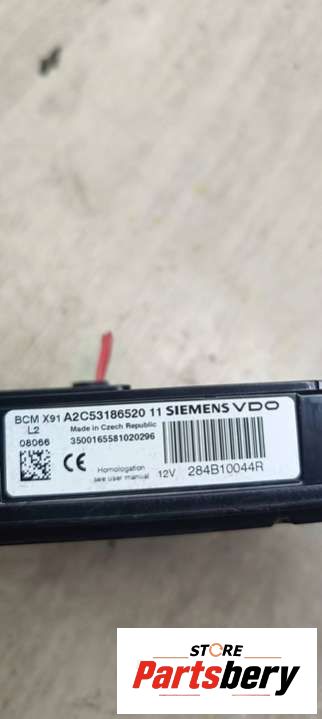 BCM X91 A2C53186520 11 SIEMENS VDO
L2
Made in Czech Republic
08066 3500165581020296
CE Homologation
see user manual 12V 284B10044R
STORE
Partsbery